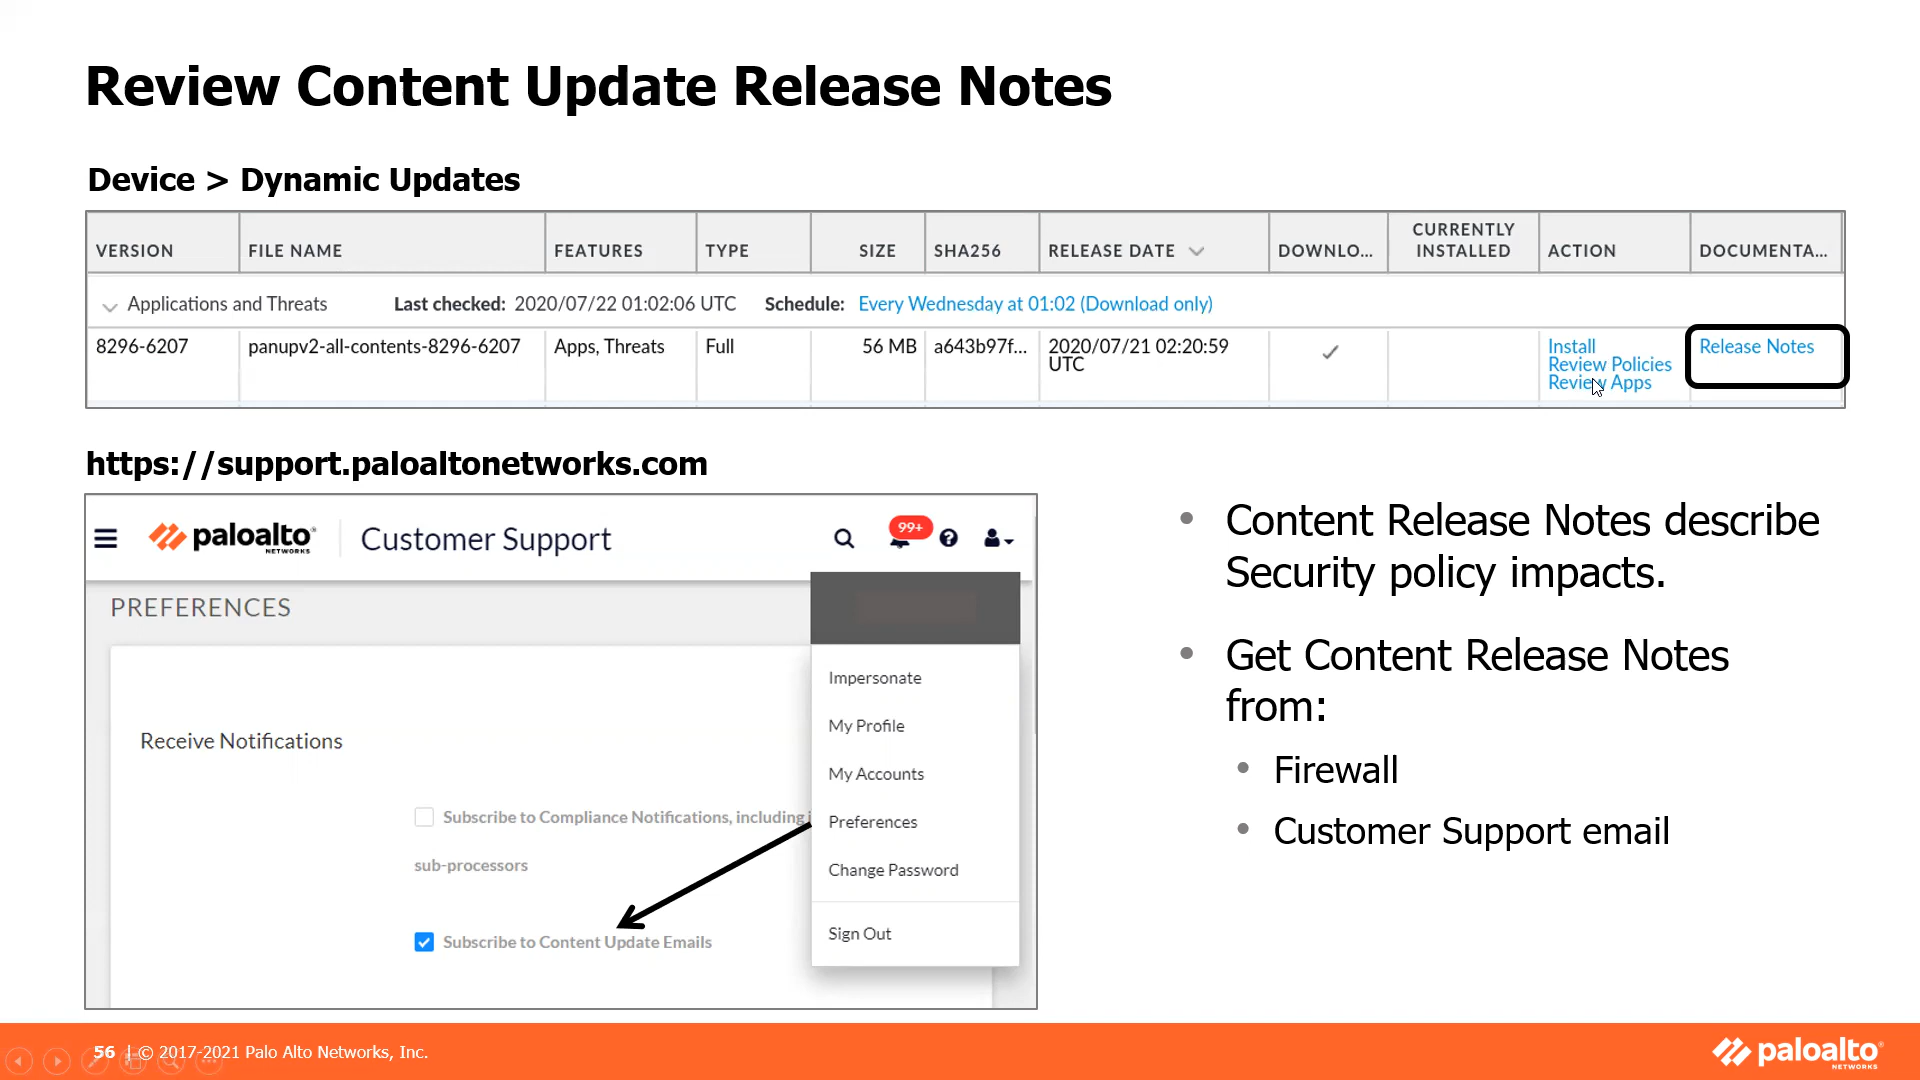 Review Content Update Release Notes
Device > Dynamic Updates
VERSION FILE NAME FEATURES TYPE SIZE SHA256 RELEASE DATE DOWNLO... CURRENTLY INSTALLED ACTION DOCUMENTA...
Applications and Threats Last checked: 2020/07/22 01:02:06 UTC Schedule: Every Wednesday at 01:02 (Download only)
8296-6207 panupv2-all-contents-8296-6207 Apps, Threats Full 56 MB a643b97f... 2020/07/21 02:20:59 Install Release Notes
UTC Review Policies
Review Apps
https://support.paloaltonetworks.com
paloalto NETWORKS Customer Support 99+
PREFERENCES
Receive Notifications
Subscribe to Compliance Notifications, including
sub-processors
Subscribe to Content Update Emails
Impersonate
My Profile
My Accounts
Preferences
Change Password
Sign Out
• Content Release Notes describe
Security policy impacts.
• Get Content Release Notes
from:
• Firewall
• Customer Support email
56 | © 2017-2021 Palo Alto Networks, Inc.
paloalto
NETWORKS